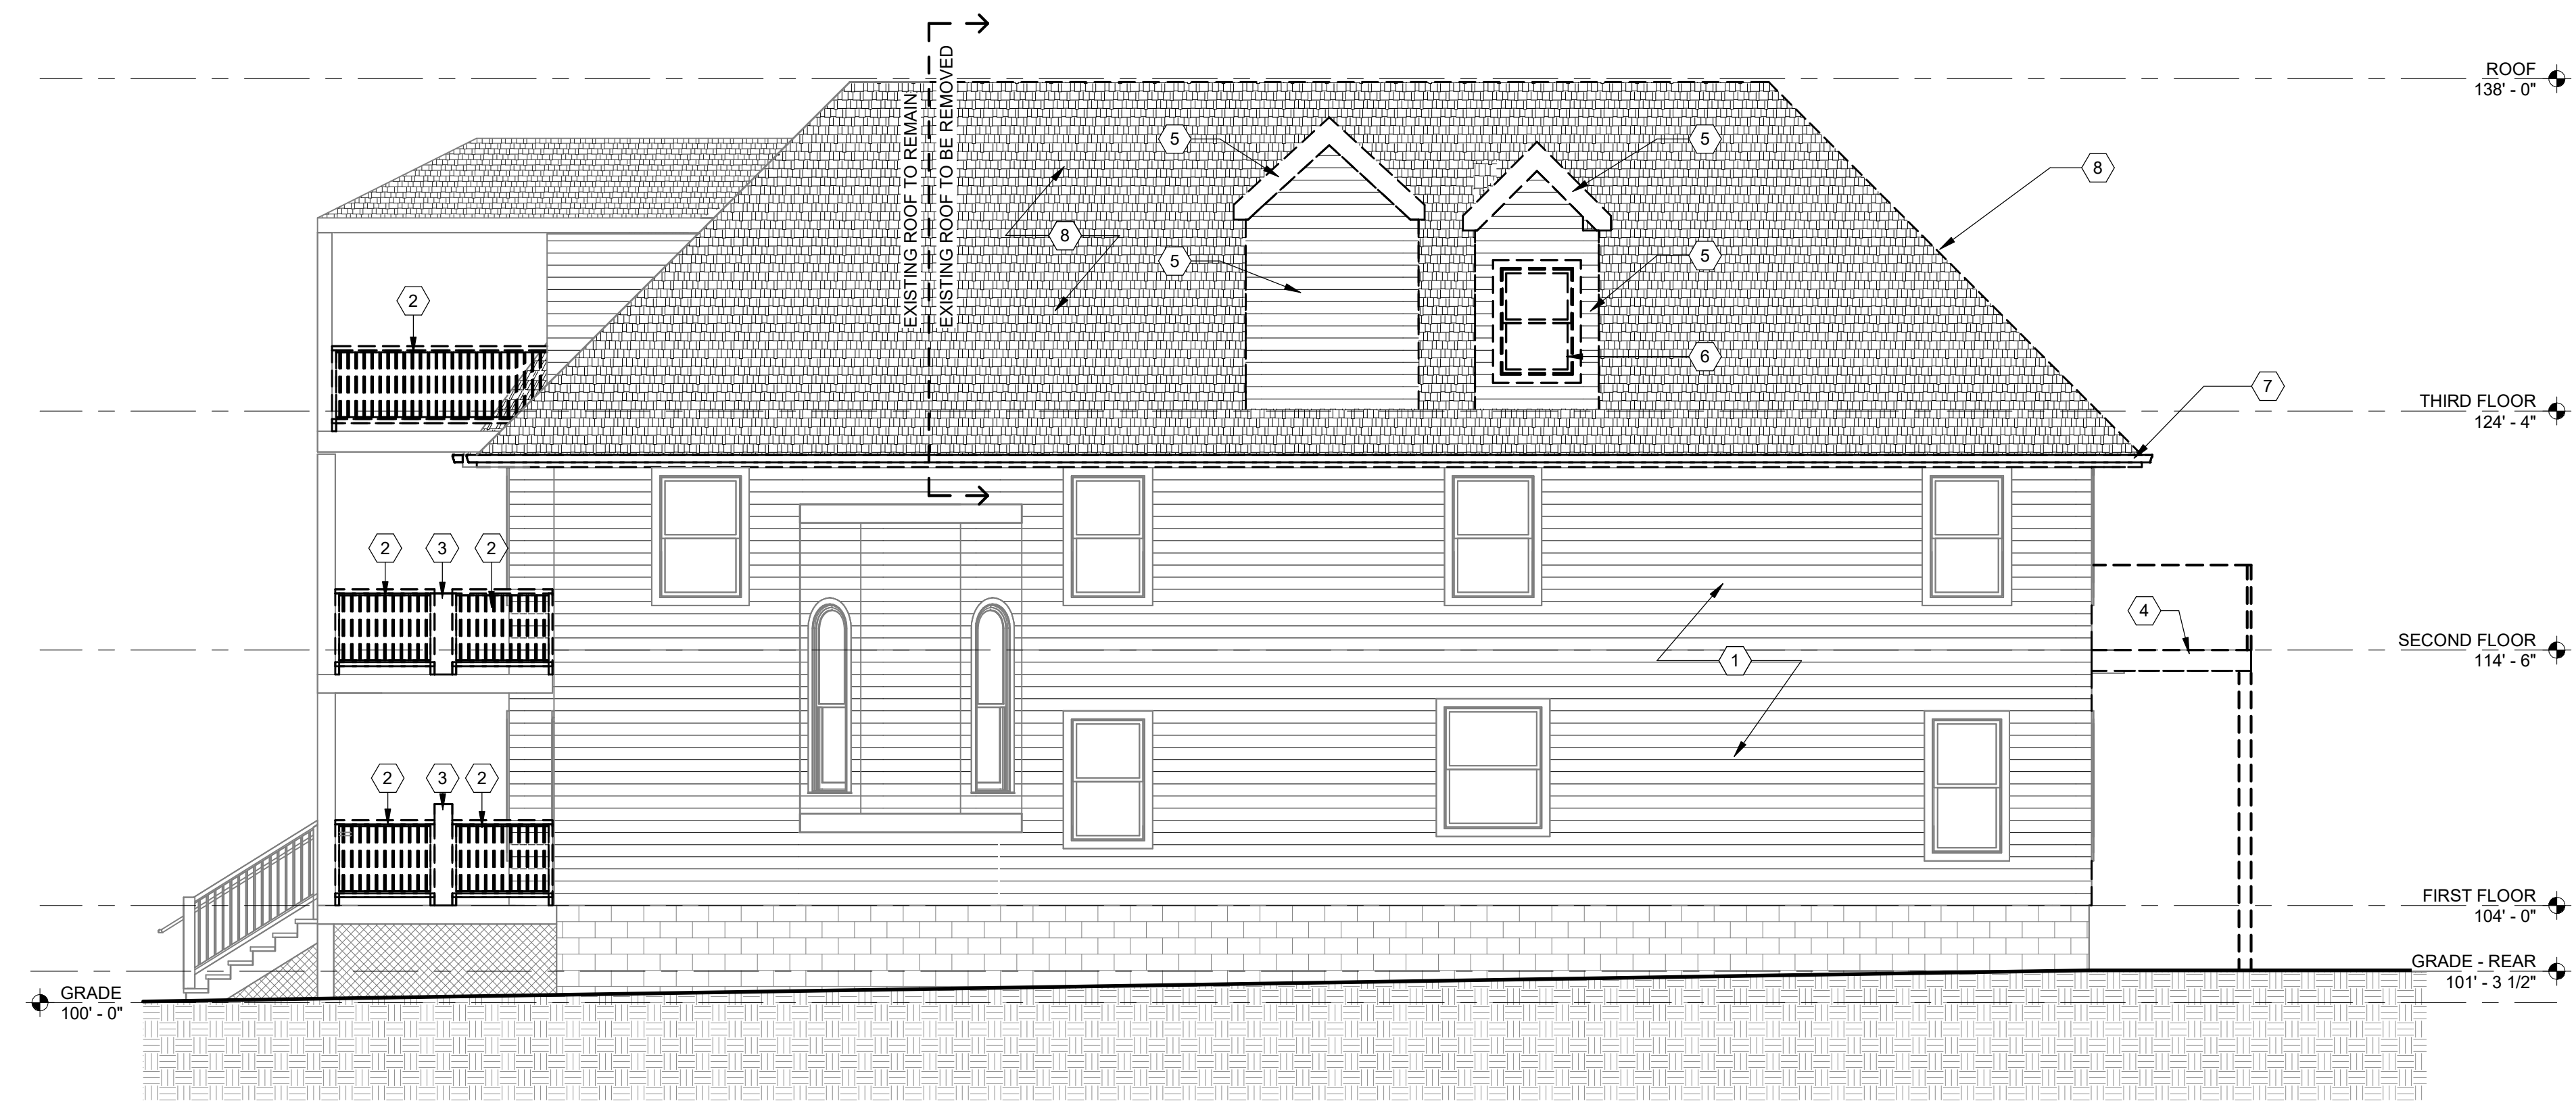 ROOF
138' - 0"
EXISTING ROOF TO REMAIN
EXISTING ROOF TO BE REMOVED
5
5
8
8
5
5
2
6
7
THIRD FLOOR
124' - 4"
2
3
2
4
SECOND FLOOR
114' - 6"
1
2
3
2
FIRST FLOOR
104' - 0"
GRADE - REAR
101' - 3 1/2"
GRADE
100' - 0"